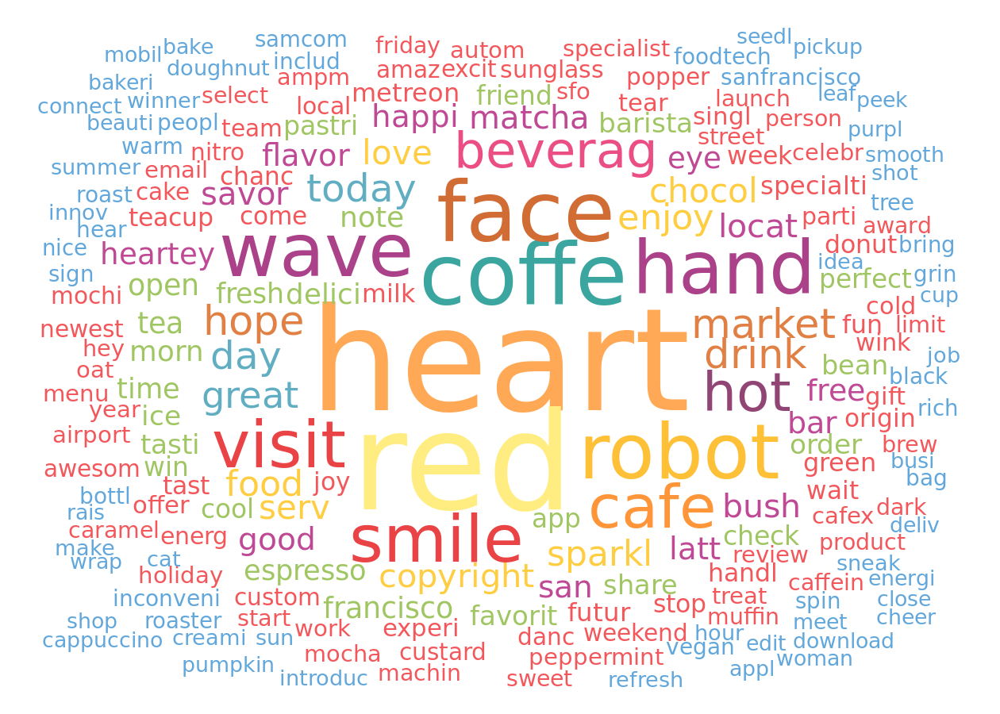 samcom
seedl
bake
friday
autom
specialist
pickup
mobil
includ
foodtech
doughnut
amaz
excit
sunglass
ampm
popper
sanfrancisco
bakeri
select
metreon
friend
sfo
launch
leaf
peek
connect
winner
local
tear
beauti
peopl
team
pastri
happi
matcha
barista
singl
person
purpl
street
warm
nitro
flavor
love
beverag
eye
week
celebr
smooth
summer
email
chanc
shot
roast
cake
savor
today
face
chocol
specialti
tree
innov
teacup
come
note
enjoy
locat
parti
award
hear
nice
heartey
wave
coffe
hand
donut
bring
idea
sign
open
fresh
delici
milk
perfect
grin
mochi
cup
newest
tea
hope
heart
market
cold
fun
limit
hey
morn
day
drink
wink
job
oat
bean
black
menu
time
great
hot
free
gift
rich
year
ice
bar
origin
airport
tasti
visit
red
robot
order
brew
awesom
win
green
busi
bag
tast
food
joy
wait
bottl
offer
cool
serv
cafe
bush
dark
rais
app
cafex
deliv
caramel
energ
good
smile
check
make
latt
review
product
wrap
cat
sparkl
sneak
holiday
espresso
copyright
handl
caffein
energi
inconveni
custom
san
share
treat
spin
close
francisco
stop
shop
roaster
start
favorit
futur
muffin
meet
cheer
work
experi
weekend
hour
cappuccino
creami
sun
danc
vegan
edit
download
mocha
custard
peppermint
woman
pumpkin
introduc
machin
sweet
refresh
appl